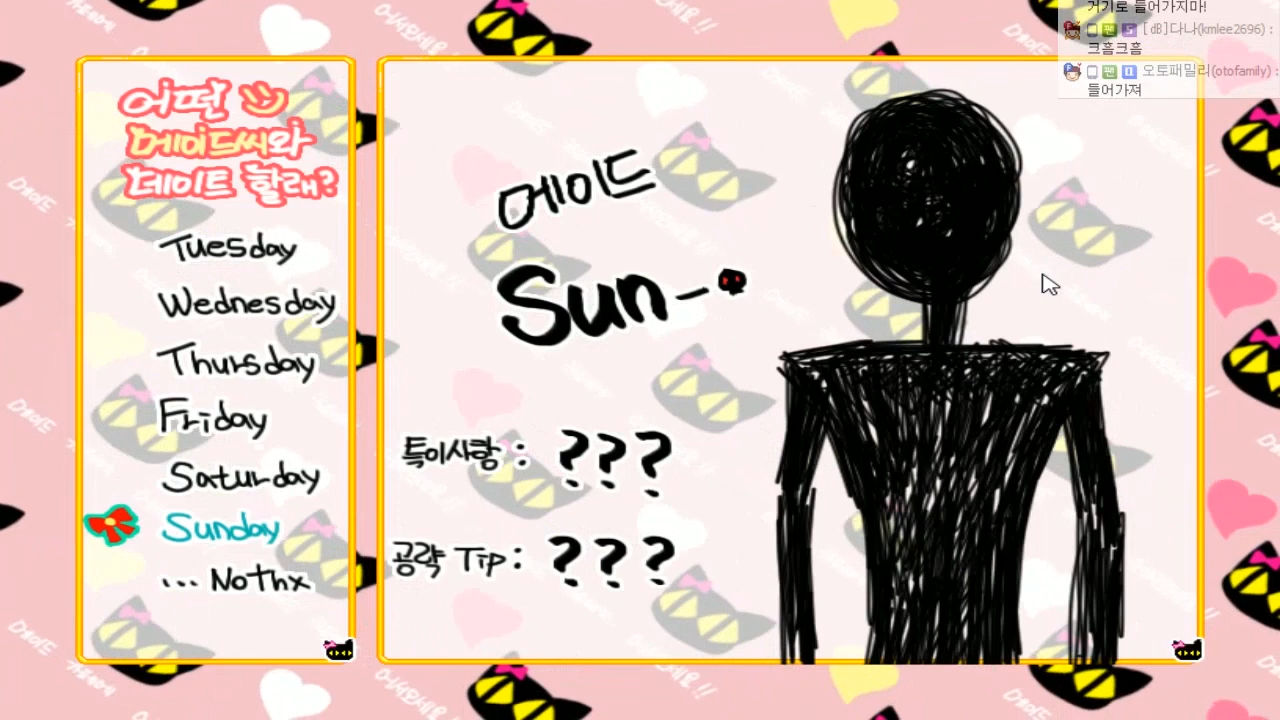 어떤
메이드씨와
데이트 할래?
Tuesday
Wednesday
Thursday
Friday
Saturday
Sunday
... NoThx
메이드
Sun-
특이사항 : ???
공략 Tip : ???
거기로 들어가지마!
[dB]다나(kmlee2696) :
크흠크흠
오토패밀리(otofamily) :
들어가져